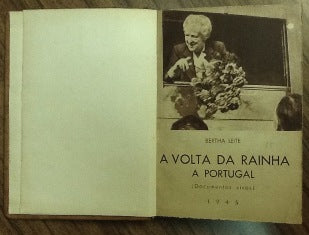 BERTHA LEITE
A VOLTA DA RAINHA
A PORTUGAL
(Documentos vivos)
1945